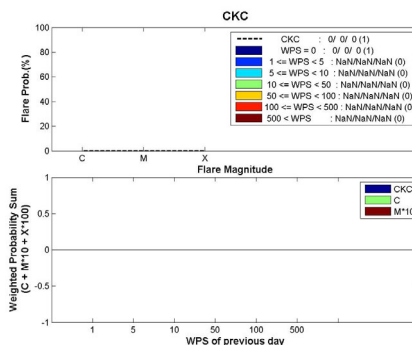 CKC
CKC : 0/ 0/ 0 (1)
WPS = 0 : 0/ 0/ 0 (1)
1 <= WPS < 5 : NaN/NaN/NaN (0)
5 <= WPS < 10 : NaN/NaN/NaN (0)
10 <= WPS < 50 : NaN/NaN/NaN (0)
50 <= WPS < 100 : NaN/NaN/NaN (0)
100 <= WPS < 500 : NaN/NaN/NaN (0)
500 < WPS : NaN/NaN/NaN (0)
Flare Prob.(%)
100
80
60
40
20
0
C M X
Flare Magnitude
CKC
C
M*10
Weighted Probability Sum
(C + M*10 + X*100)
1
0.5
0
-0.5
-1
1 5 10 50 100 500
WPS of previous day